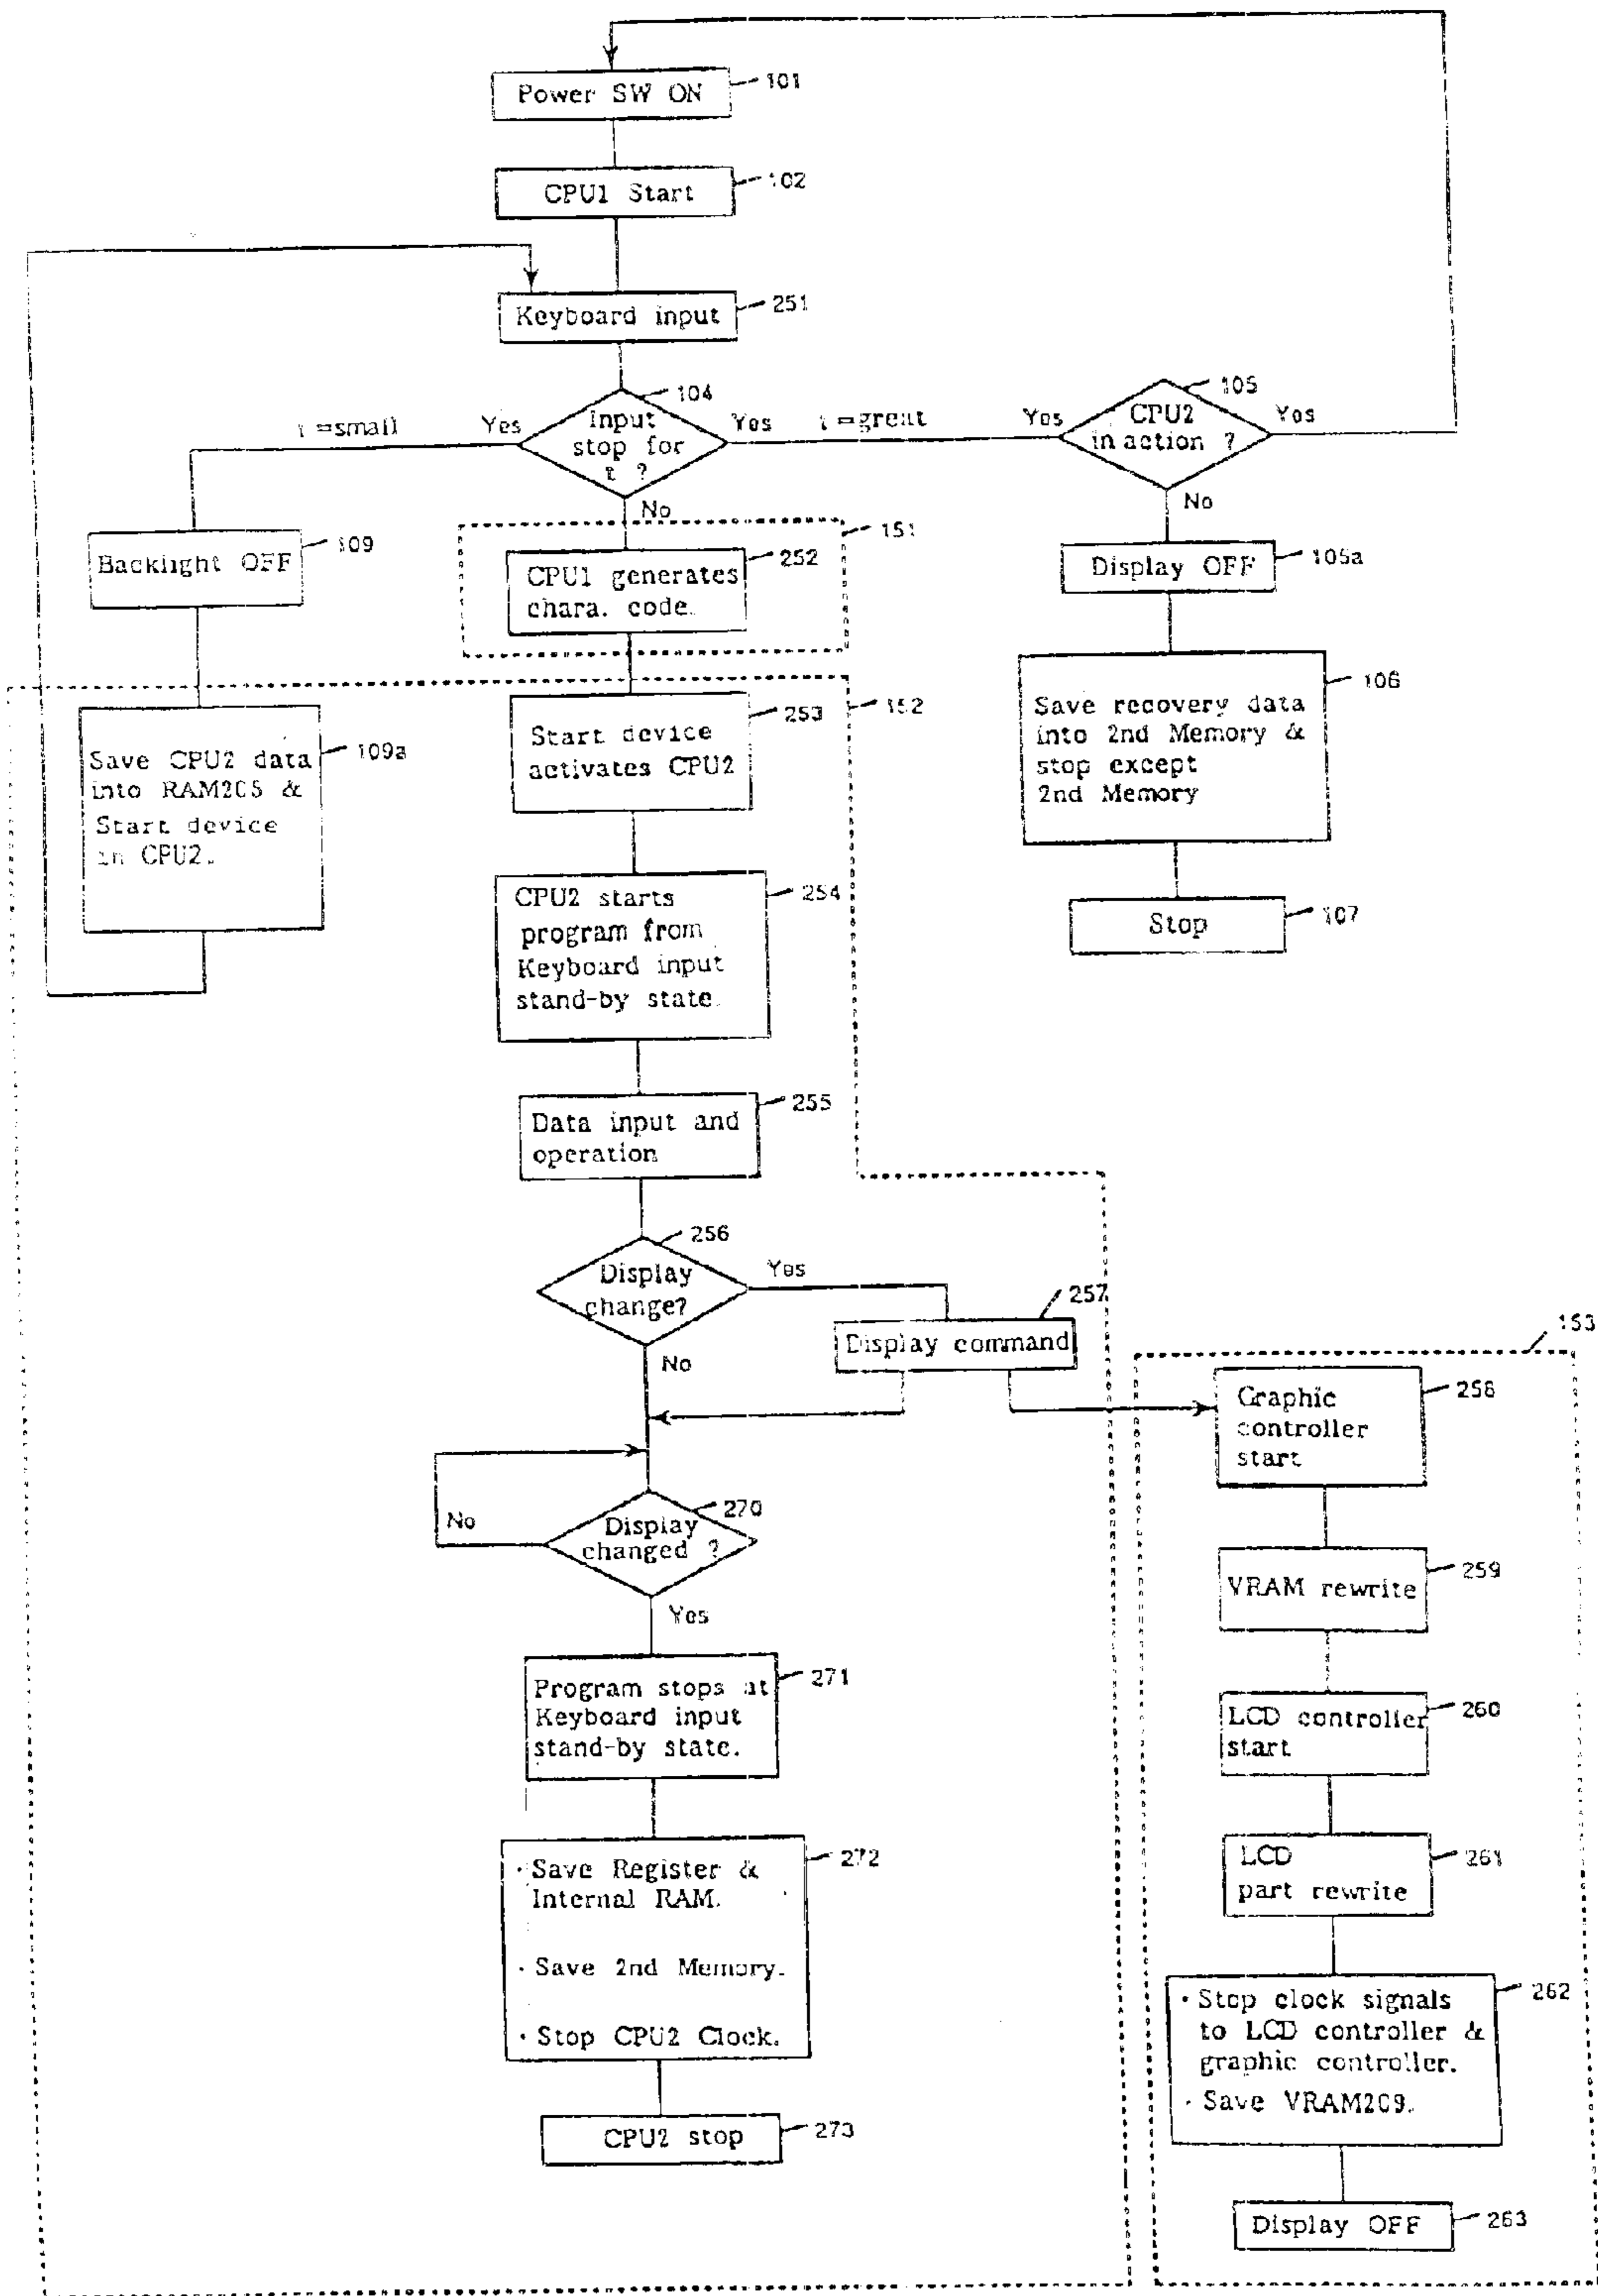 Power SW ON
101
CPU1 Start
102
Keyboard input
251
104
Input
stop for
t ?
t =small
Yes
Yes
t =great
No
105
CPU2
in action ?
Yes
Yes
No
Backlight OFF
109
151
CPU1 generates
chara. code.
252
Display OFF
105a
152
Save CPU2 data
into RAM205 &
Start device
in CPU2.
109a
Start device
activates CPU2
253
Save recovery data
into 2nd Memory &
stop except
2nd Memory
106
CPU2 starts
program from
Keyboard input
stand-by state.
254
Stop
107
Data input and
operation
255
256
Display
change?
Yes
No
257
Display command
153
Graphic
controller
start
258
270
Display
changed ?
No
Yes
VRAM rewrite
259
Program stops at
Keyboard input
stand-by state.
271
LCD controller
start
260
· Save Register &
Internal RAM.
· Save 2nd Memory.
· Stop CPU2 Clock.
272
LCD
part rewrite
261
· Stop clock signals
to LCD controller &
graphic controller.
· Save VRAM209.
262
CPU2 stop
273
Display OFF
263